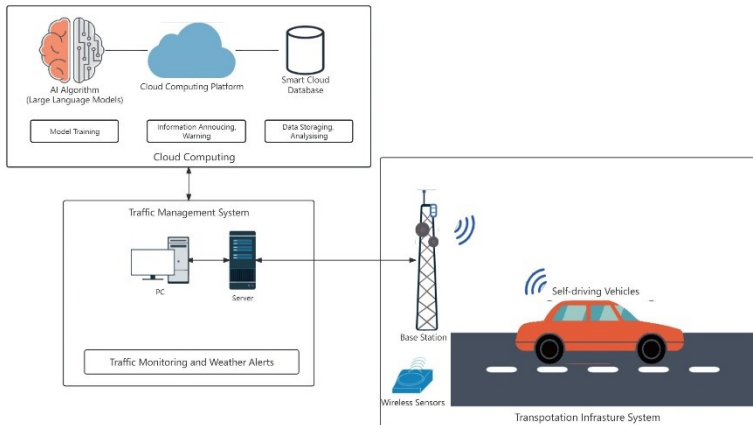 AI Algorithm
(Large Language Models)
Cloud Computing Platform
Smart Cloud
Database
Model Training
Information Annoucing,
Warning
Data Storaging,
Analysising
Cloud Computing
Traffic Management System
PC
Server
Traffic Monitoring and Weather Alerts
Self-driving Vehicles
Base Station
Wireless Sensors
Transpotation Infrasture System